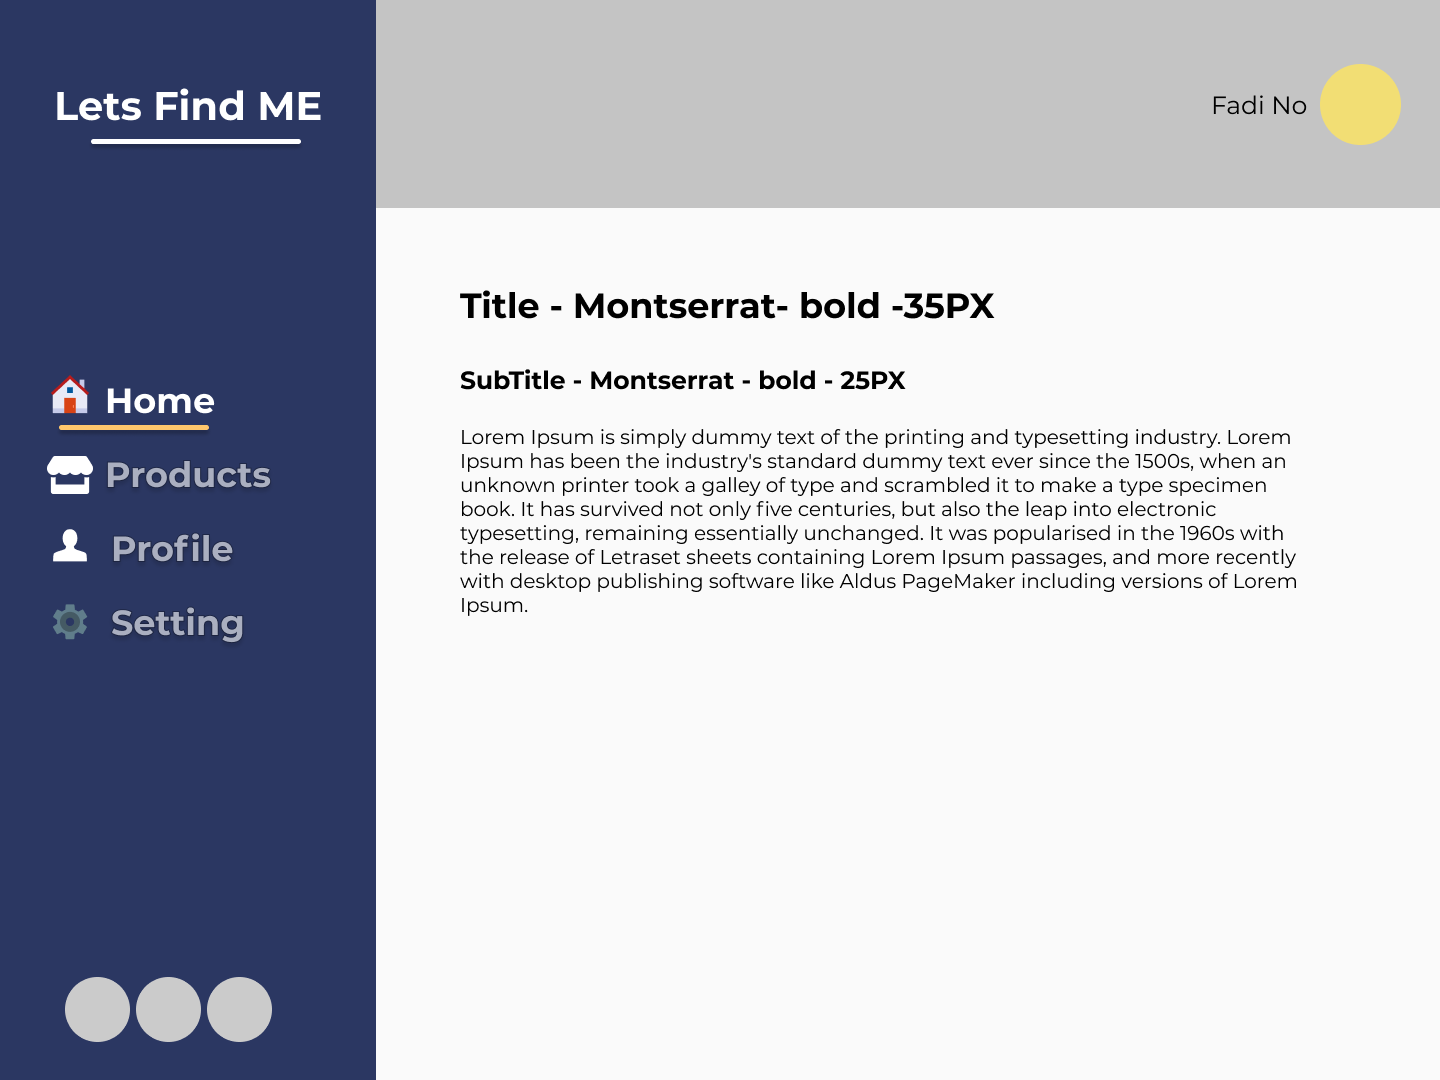 Lets Find ME
Fadi No
Home
Products
Profile
Setting
Title - Montserrat- bold -35PX
SubTitle - Montserrat - bold - 25PX
Lorem Ipsum is simply dummy text of the printing and typesetting industry. Lorem
Ipsum has been the industry's standard dummy text ever since the 1500s, when an
unknown printer took a galley of type and scrambled it to make a type specimen
book. It has survived not only five centuries, but also the leap into electronic
typesetting, remaining essentially unchanged. It was popularised in the 1960s with
the release of Letraset sheets containing Lorem Ipsum passages, and more recently
with desktop publishing software like Aldus PageMaker including versions of Lorem
Ipsum.